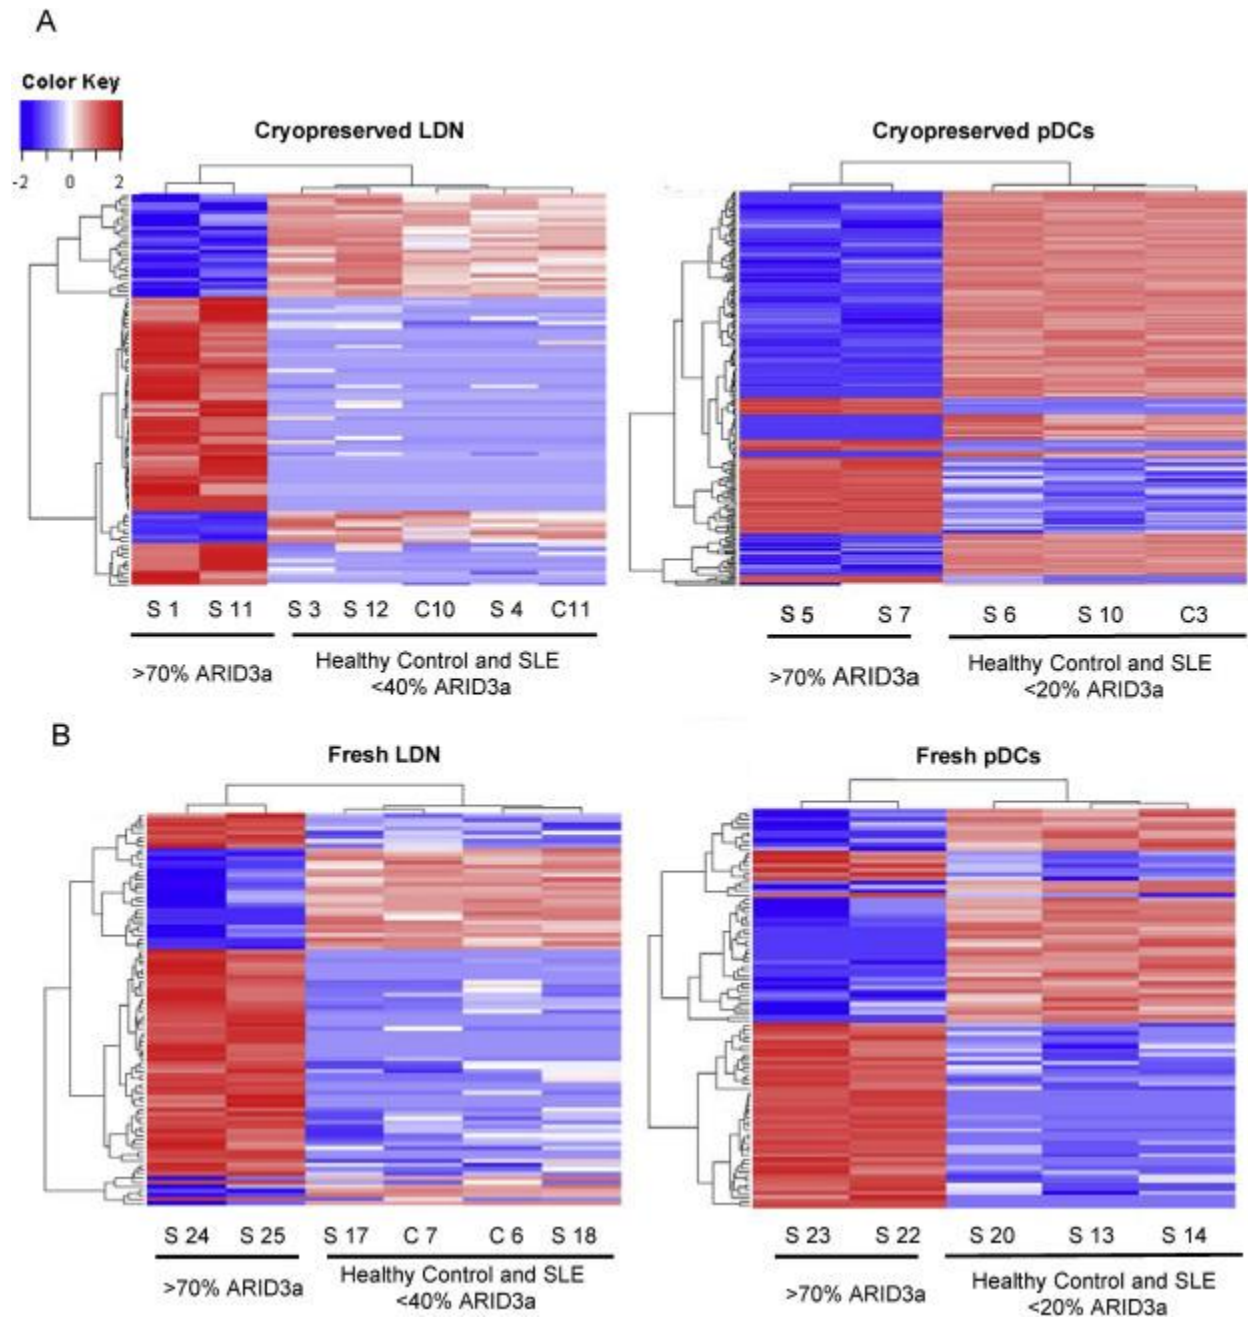 A
Color Key
-2 0 2
Cryopreserved LDN
Cryopreserved pDCs
S 1 S 11 S 3 S 12 C10 S 4 C11
>70% ARID3a
Healthy Control and SLE
<40% ARID3a
S 5 S 7 S 6 S 10 C3
>70% ARID3a
Healthy Control and SLE
<20% ARID3a
B
Fresh LDN
Fresh pDCs
S 24 S 25 S 17 C 7 C 6 S 18
>70% ARID3a
Healthy Control and SLE
<40% ARID3a
S 23 S 22 S 20 S 13 S 14
>70% ARID3a
Healthy Control and SLE
<20% ARID3a